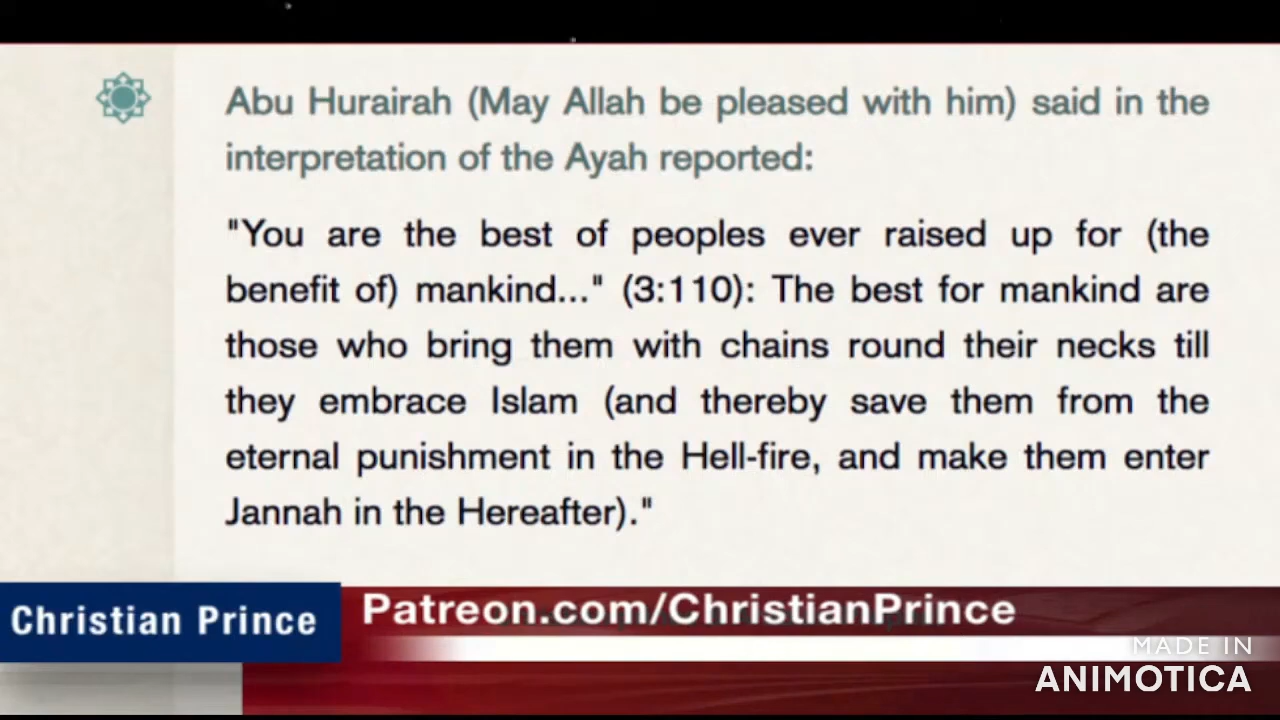 Abu Hurairah (May Allah be pleased with him) said in the
interpretation of the Ayah reported:
"You are the best of peoples ever raised up for (the
benefit of) mankind..." (3:110): The best for mankind are
those who bring them with chains round their necks till
they embrace Islam (and thereby save them from the
eternal punishment in the Hell-fire, and make them enter
Jannah in the Hereafter)."
Christian Prince
Patreon.com/ChristianPrince
MADE IN
ANIMOTICA